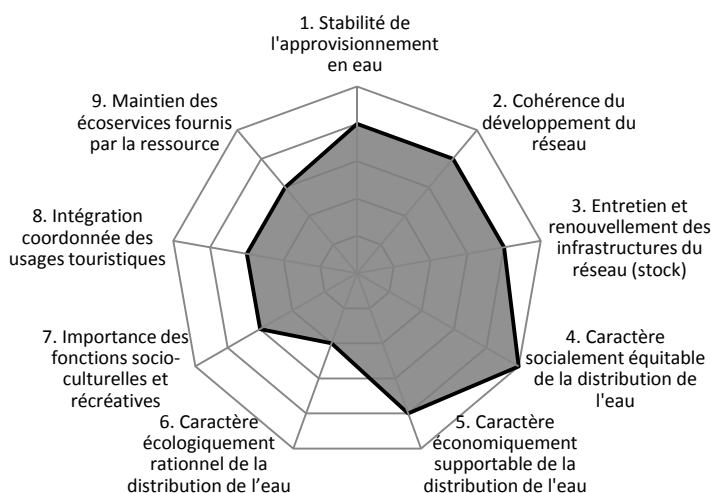 1. Stabilité de
l'approvisionnement
en eau
2. Cohérence du
développement du
réseau
3. Entretien et
renouvellement des
infrastructures du
réseau (stock)
4. Caractère
socialement équitable
de la distribution de
l'eau
5. Caractère
économiquement
supportable de la
distribution de l'eau
6. Caractère
écologiquement
rationnel de la
distribution de l’eau
7. Importance des
fonctions socio-
culturelles et
récréatives
8. Intégration
coordonnée des
usages touristiques
9. Maintien des
écoservices fournis
par la ressource